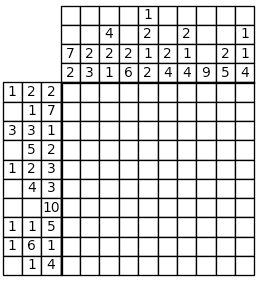 1
4 2 2 1
7 2 2 2 1 2 1 2 1
2 3 1 6 2 4 4 9 5 4
1 2 2
1 7
3 3 1
5 2
1 2 3
4 3
10
1 1 5
1 6 1
1 4